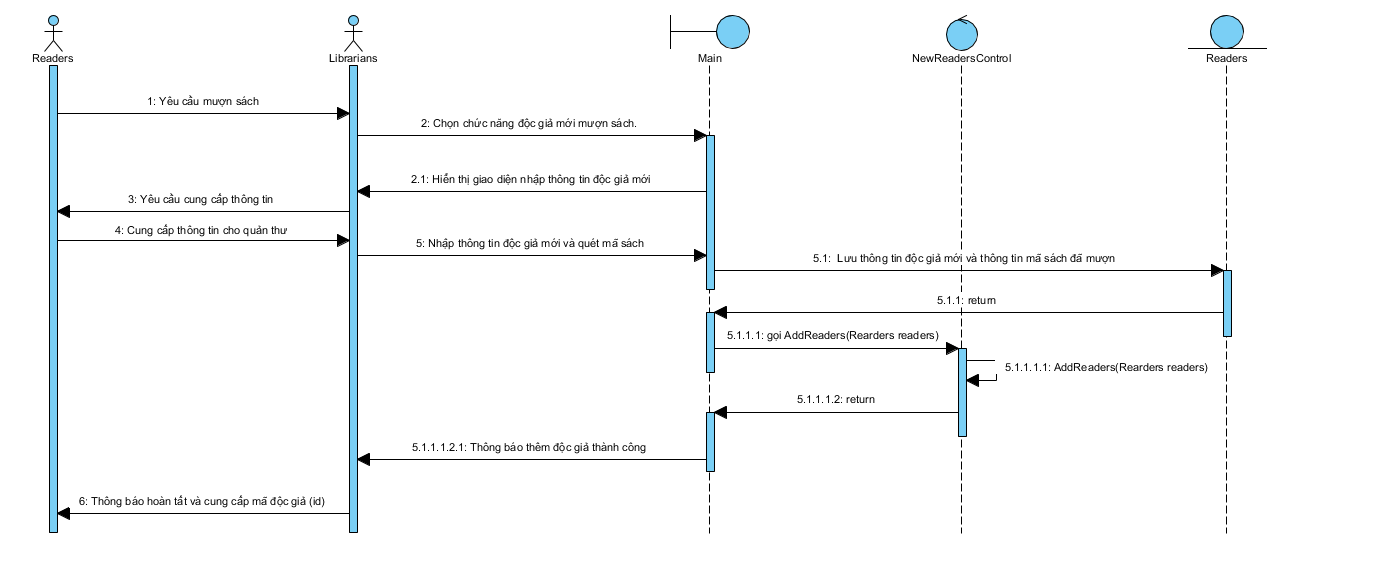 Readers
Librarians
Main
NewReadersControl
Readers
1: Yêu cầu mượn sách
2: Chọn chức năng độc giả mới mượn sách.
2.1: Hiển thị giao diện nhập thông tin độc giả mới
3: Yêu cầu cung cấp thông tin
4: Cung cấp thông tin cho quản thư
5: Nhập thông tin độc giả mới và quét mã sách
5.1: Lưu thông tin độc giả mới và thông tin mã sách đã mượn
5.1.1: return
5.1.1.1: gọi AddReaders(Rearders readers)
5.1.1.1.1: AddReaders(Rearders readers)
5.1.1.1.2: return
5.1.1.1.2.1: Thông báo thêm độc giả thành công
6: Thông báo hoàn tất và cung cấp mã độc giả (id)